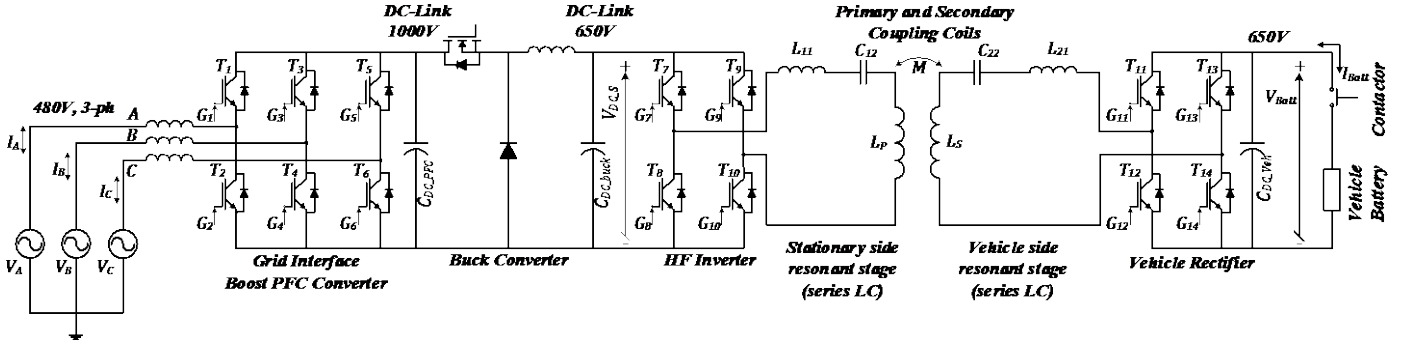 DC-Link
1000V
DC-Link
650V
Primary and Secondary
Coupling Coils
650V
480V, 3-ph
A
B
C
I_A
I_B
I_C
V_A
V_B
V_C
T_1
T_3
T_5
G_1
G_3
G_5
T_2
T_4
T_6
G_2
G_4
G_6
C_DC_PFC
C_DC_buck
+
V_DC_S
-
T_7
T_9
G_7
G_9
T_8
T_10
G_8
G_10
L_11
C_12
M
C_22
L_21
L_P
L_S
T_11
T_13
G_11
G_13
T_12
T_14
G_12
G_14
C_DC_Veh
+
V_Batt
-
I_Batt
Contactor
Vehicle
Battery
Grid Interface
Boost PFC Converter
Buck Converter
HF Inverter
Stationary side
resonant stage
(series LC)
Vehicle side
resonant stage
(series LC)
Vehicle Rectifier